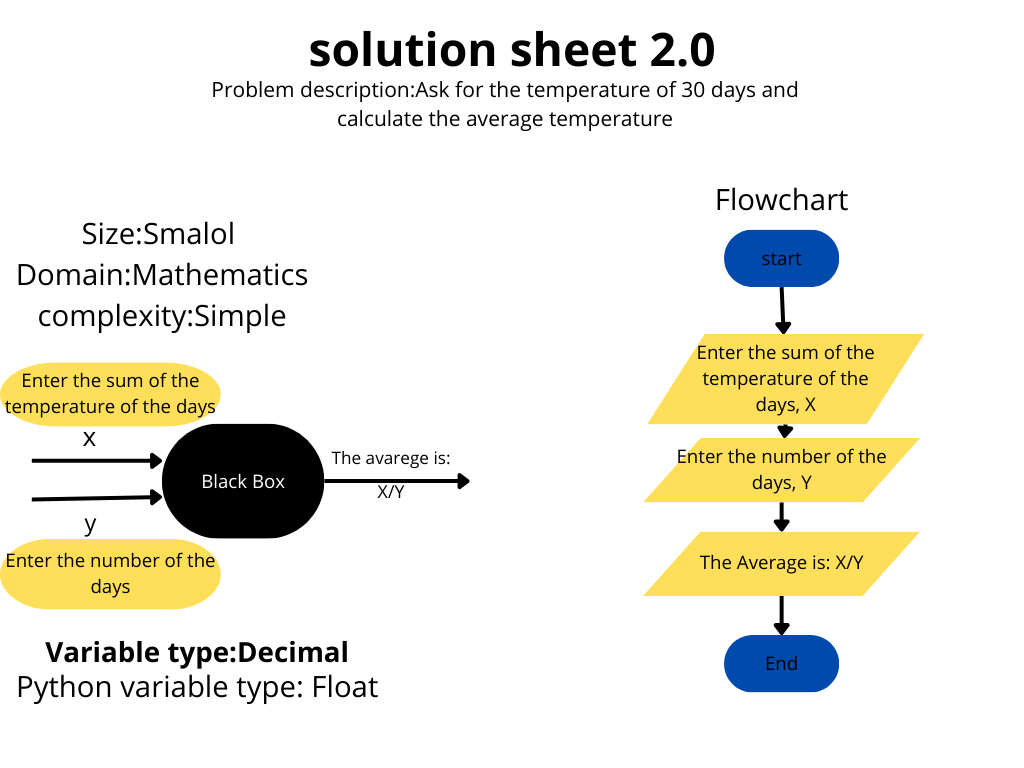 solution sheet 2.0
Problem description:Ask for the temperature of 30 days and
calculate the average temperature
Size:Smalol
Domain:Mathematics
complexity:Simple
Enter the sum of the
temperature of the days
x
y
Enter the number of the
days
Black Box
The avarege is:
X/Y
Variable type:Decimal
Python variable type: Float
Flowchart
start
Enter the sum of the
temperature of the
days, X
Enter the number of the
days, Y
The Average is: X/Y
End